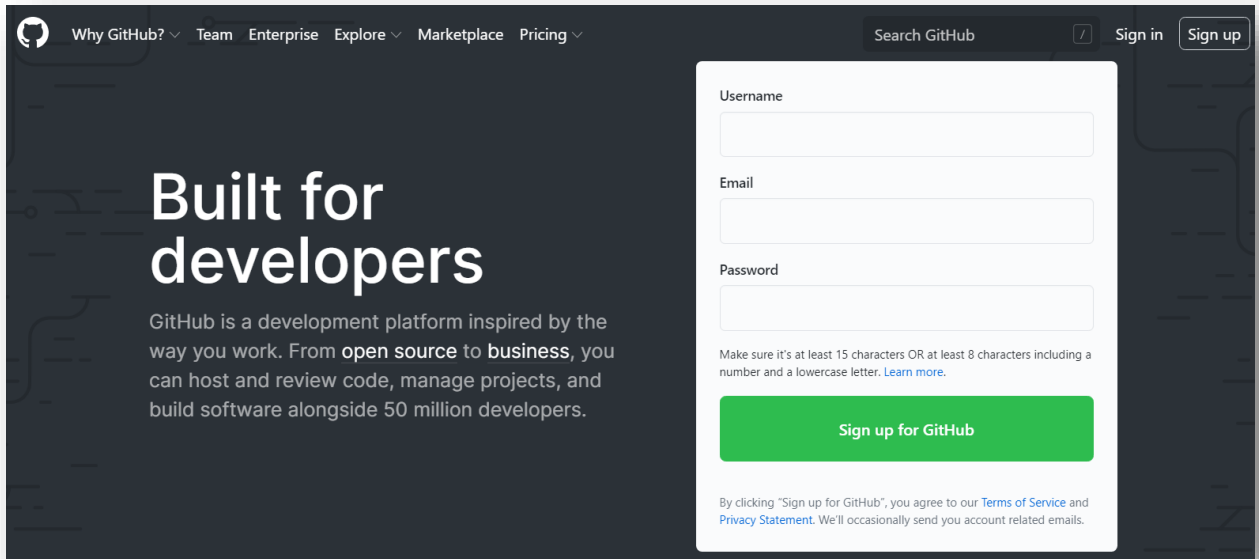 Why GitHub? Team Enterprise Explore Marketplace Pricing Search GitHub / Sign in Sign up
Built for
developers
GitHub is a development platform inspired by the
way you work. From open source to business, you
can host and review code, manage projects, and
build software alongside 50 million developers.
Username
Email
Password
Make sure it's at least 15 characters OR at least 8 characters including a
number and a lowercase letter. Learn more.
Sign up for GitHub
By clicking “Sign up for GitHub”, you agree to our Terms of Service and
Privacy Statement. We’ll occasionally send you account related emails.